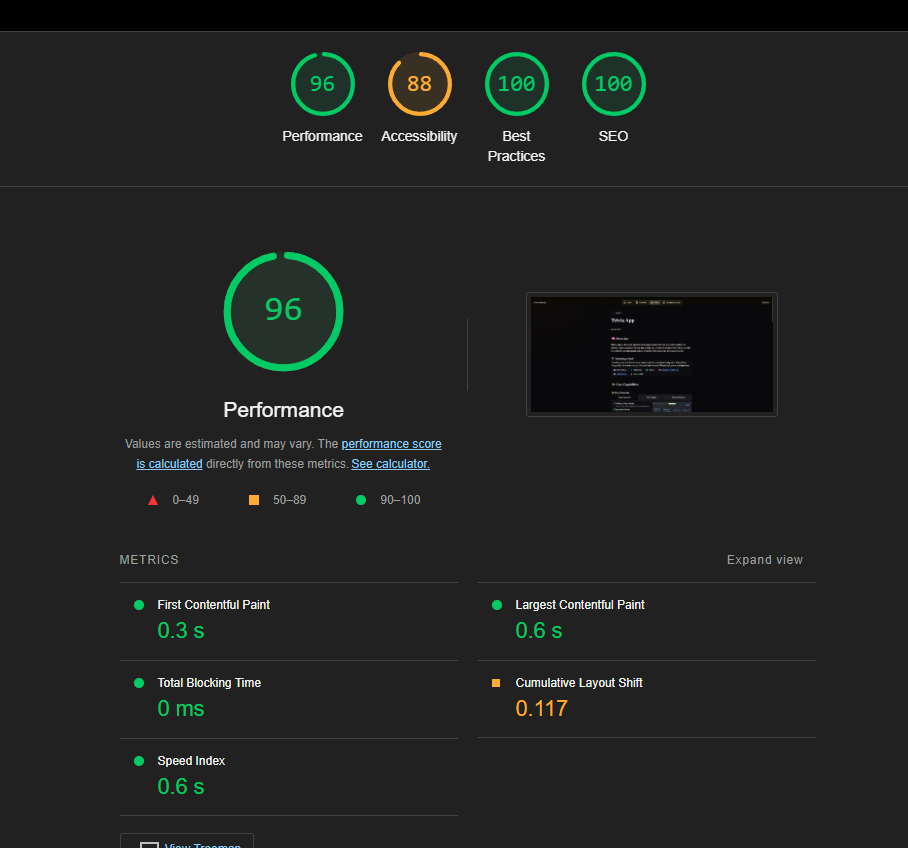 96
88
100
100
Performance
Accessibility
Best
Practices
SEO
96
Performance
Values are estimated and may vary. The performance score
is calculated directly from these metrics. See calculator.
0–49
50–89
90–100
Trivia App
METRICS
Expand view
First Contentful Paint
0.3 s
Largest Contentful Paint
0.6 s
Total Blocking Time
0 ms
Cumulative Layout Shift
0.117
Speed Index
0.6 s
View Treemap